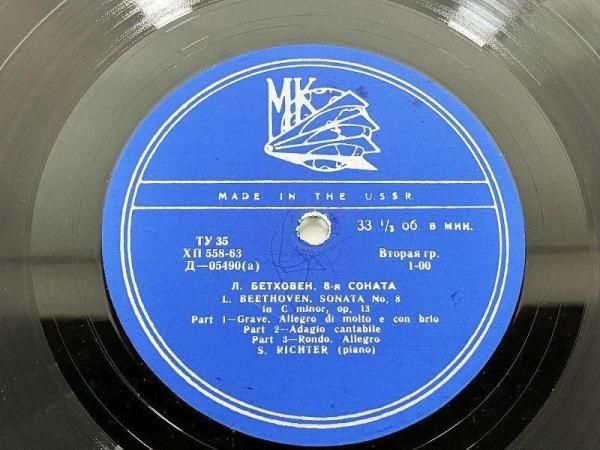 МК
MADE IN THE U.S.S.R.
33 1/3 об. в мин.
ТУ 35
ХП 558-63
Д—05490(а)
Вторая гр.
1-00
Л. БЕТХОВЕН. 8-я СОНАТА
L. BEETHOVEN. SONATA No. 8
in C minor, op. 13
Part 1—Grave. Allegro di molto e con brio
Part 2—Adagio cantabile
Part 3—Rondo. Allegro
S. RICHTER (piano)